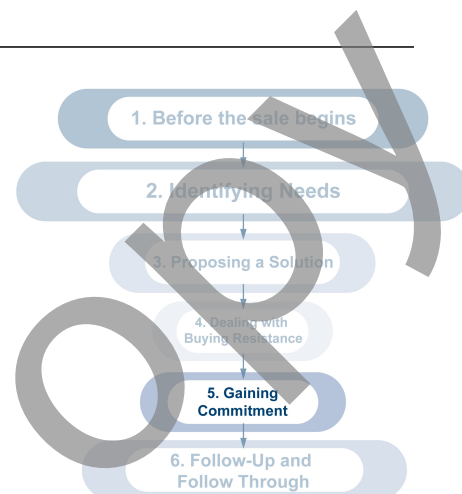 1. Before the sale begins
2. Identifying Needs
3. Proposing a Solution
4. Dealing with
Buying Resistance
5. Gaining
Commitment
6. Follow-Up and
Follow Through
opy